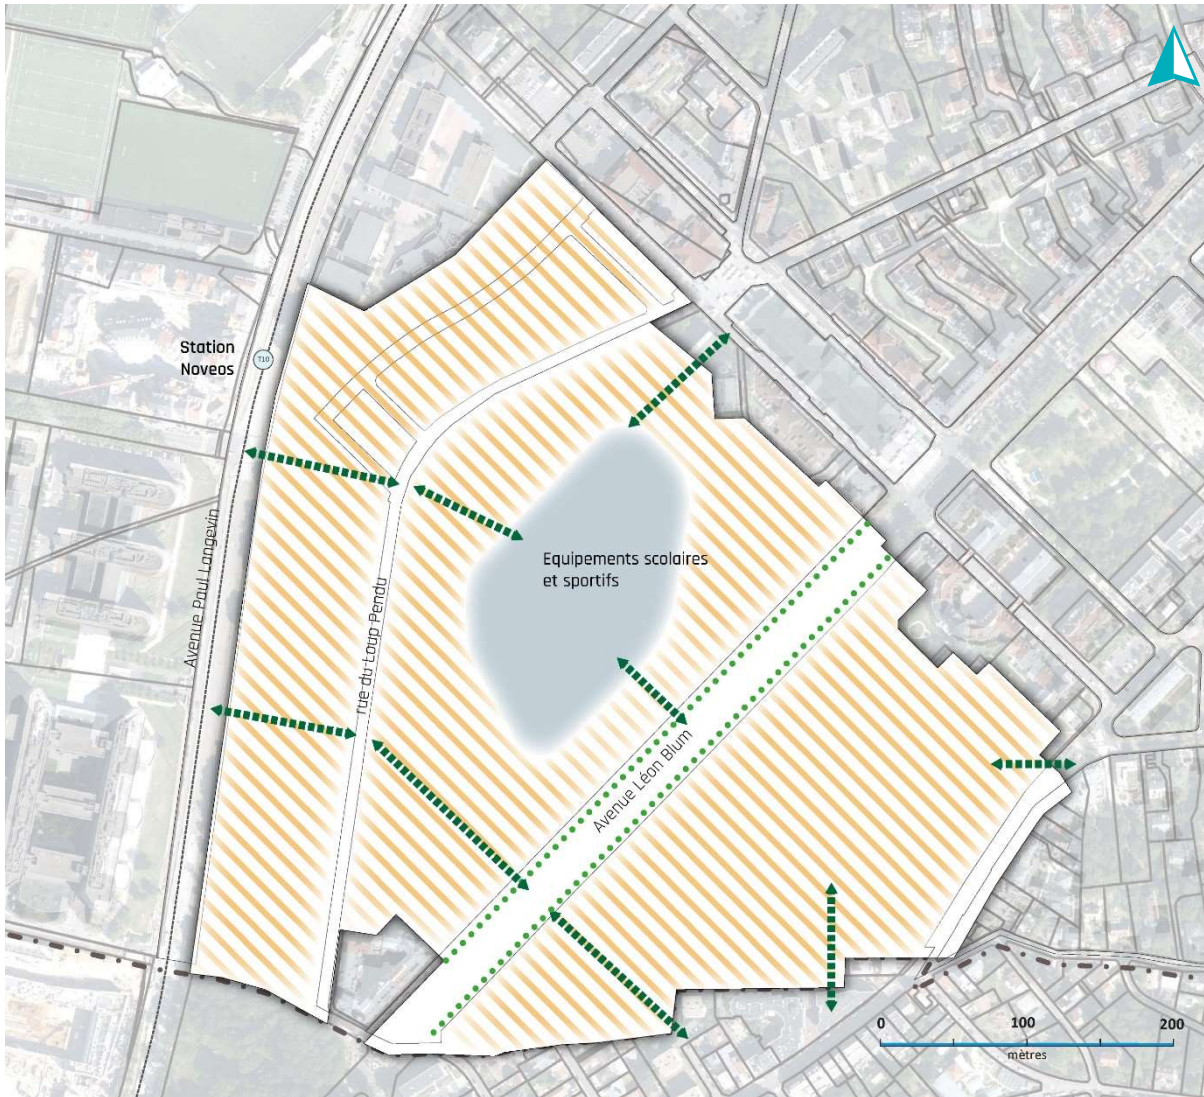 Station
Noveos
T10
Equipements scolaires
et sportifs
Avenue Paul Langevin
rue du Loup Pendu
Avenue Léon Blum
0 100 200
mètres